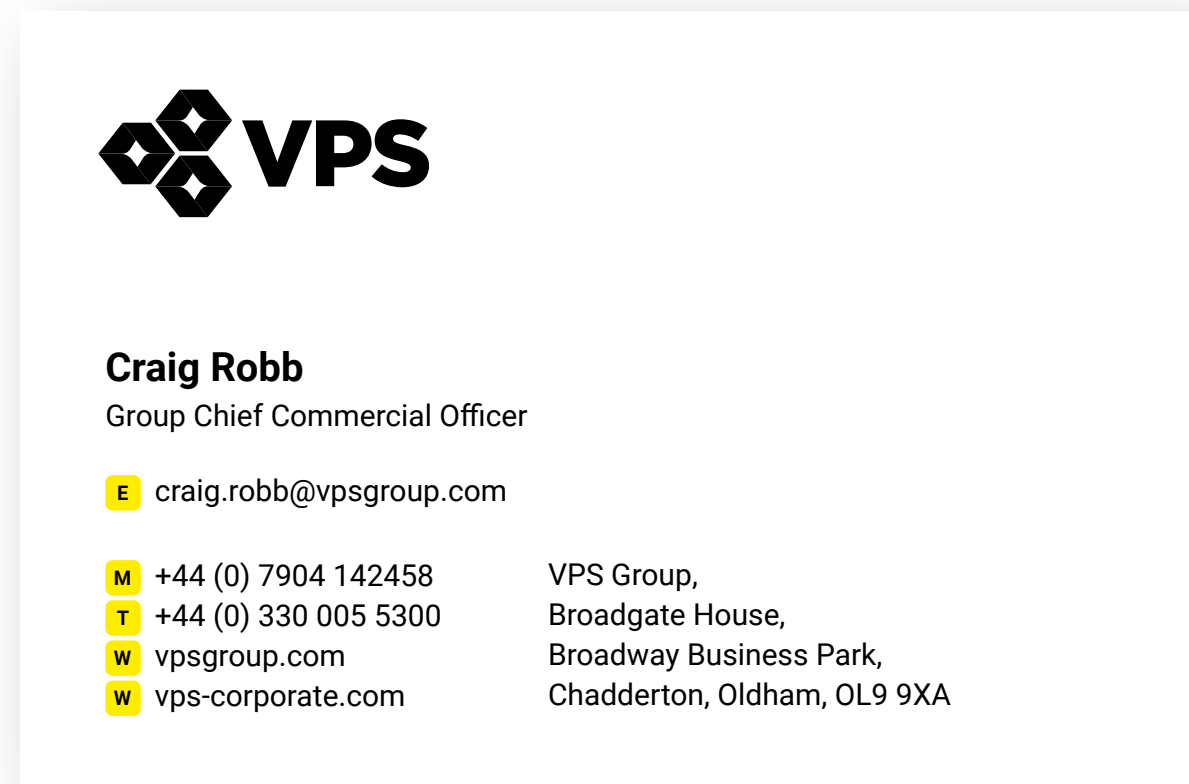 VPS
Craig Robb
Group Chief Commercial Officer
E craig.robb@vpsgroup.com
M +44 (0) 7904 142458
T +44 (0) 330 005 5300
W vpsgroup.com
W vps-corporate.com
VPS Group,
Broadgate House,
Broadway Business Park,
Chadderton, Oldham, OL9 9XA